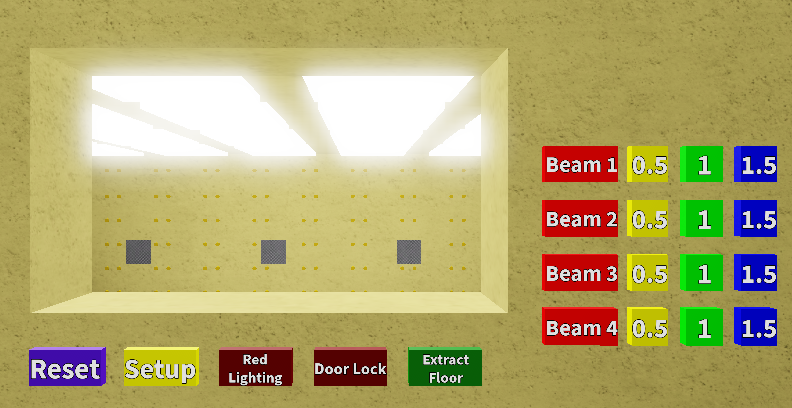 Beam 1 0.5 1 1.5
Beam 2 0.5 1 1.5
Beam 3 0.5 1 1.5
Beam 4 0.5 1 1.5
Reset
Setup
Red
Lighting
Door Lock
Extract
Floor